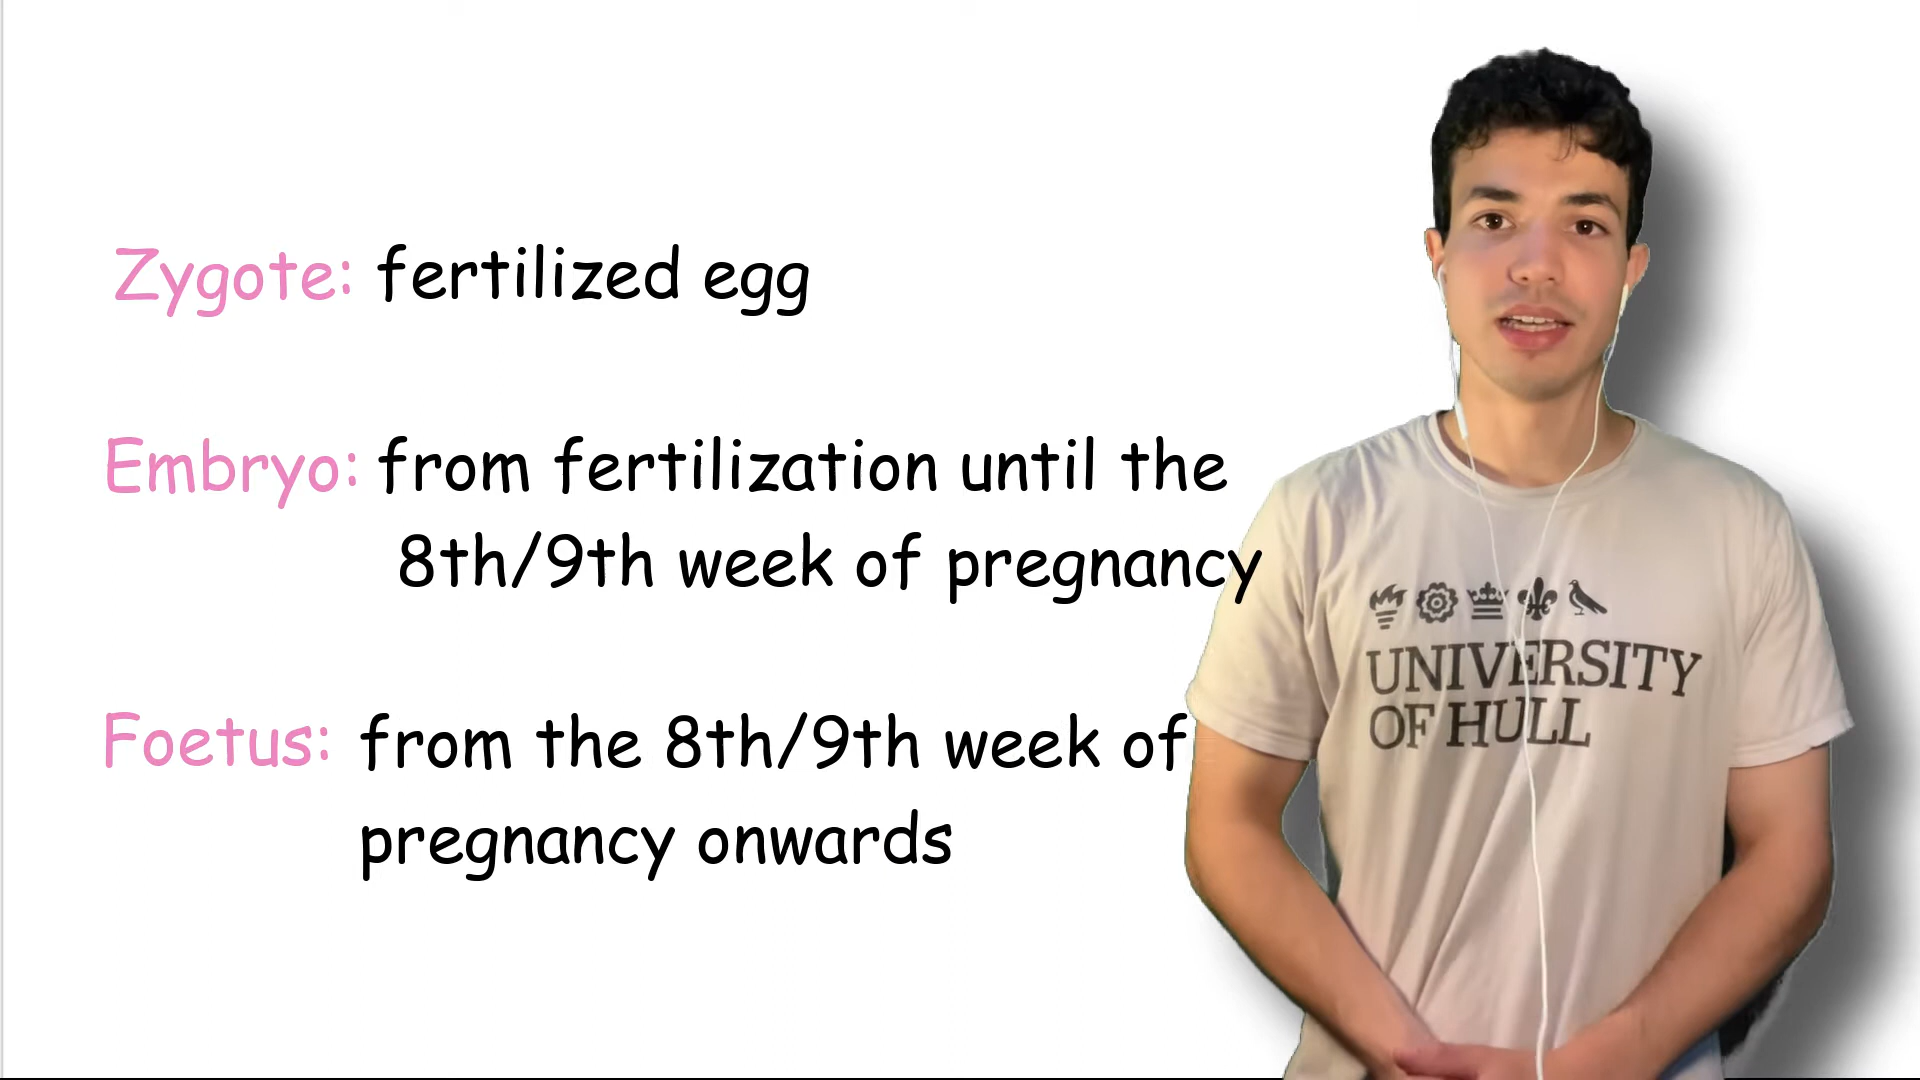 Zygote: fertilized egg
Embryo: from fertilization until the
8th/9th week of pregnancy
Foetus: from the 8th/9th week of
pregnancy onwards
UNIVERSITY
OF HULL